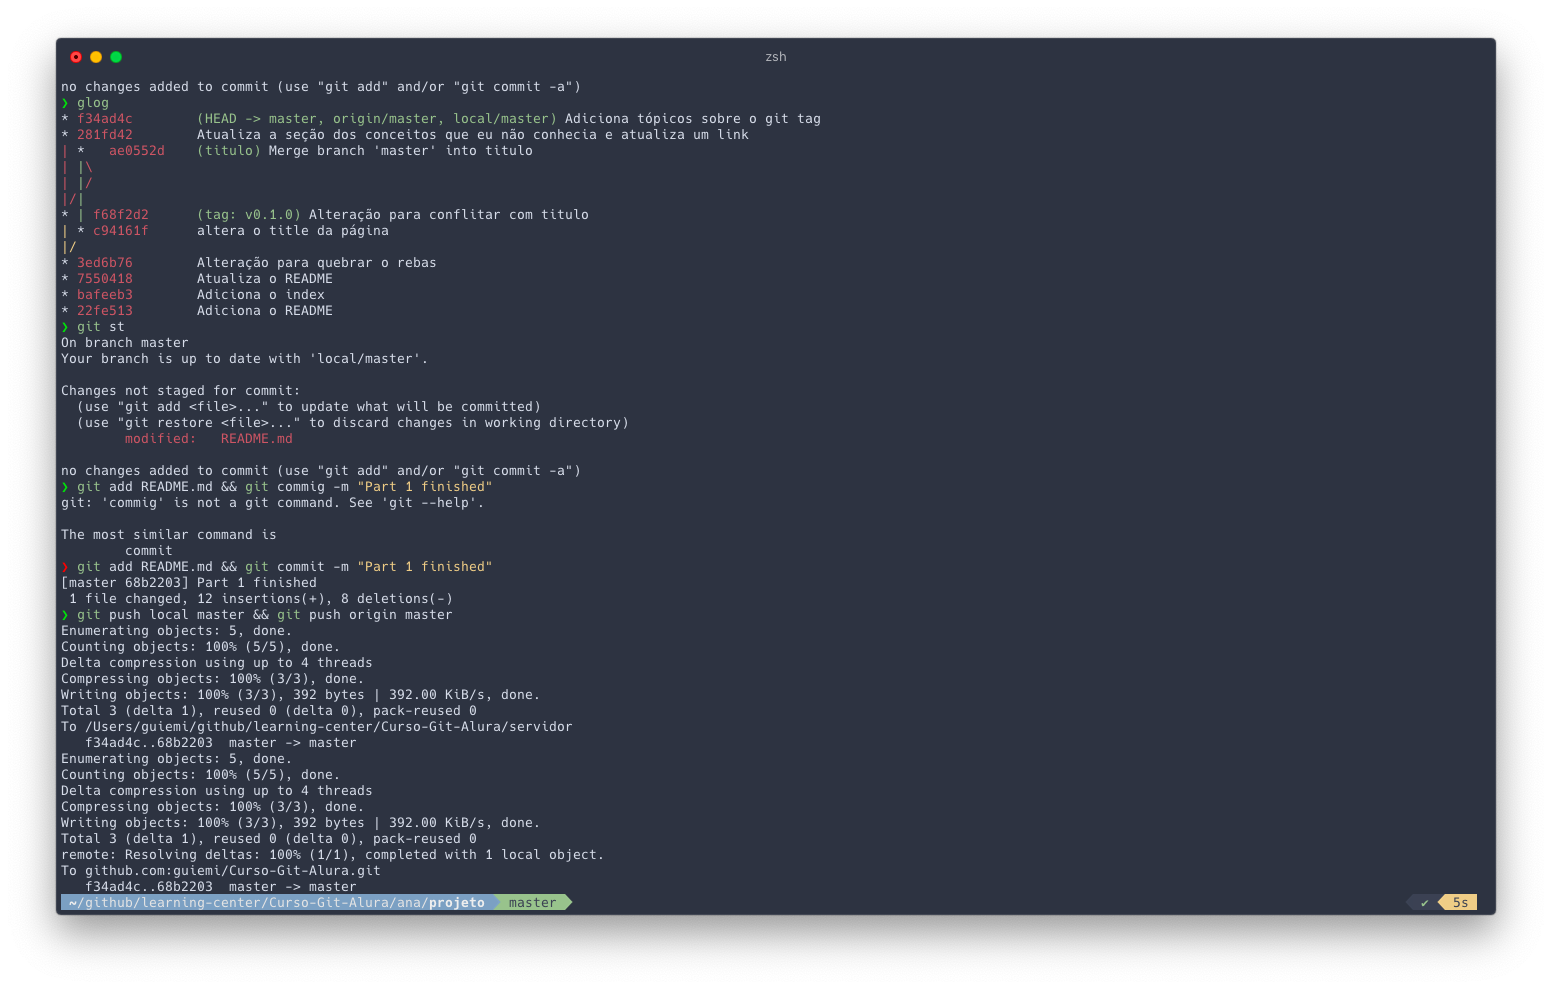 zsh
no changes added to commit (use "git add" and/or "git commit -a")
❯ glog
* f34ad4c        (HEAD -> master, origin/master, local/master) Adiciona tópicos sobre o git tag
* 281fd42        Atualiza a seção dos conceitos que eu não conhecia e atualiza um link
| *   ae0552d    (titulo) Merge branch 'master' into titulo
| |\
| |/
|/|
* | f68f2d2      (tag: v0.1.0) Alteração para conflitar com titulo
| * c94161f      altera o title da página
|/
* 3ed6b76        Alteração para quebrar o rebas
* 7550418        Atualiza o README
* bafeeb3        Adiciona o index
* 22fe513        Adiciona o README
❯ git st
On branch master
Your branch is up to date with 'local/master'.

Changes not staged for commit:
  (use "git add <file>..." to update what will be committed)
  (use "git restore <file>..." to discard changes in working directory)
        modified:   README.md

no changes added to commit (use "git add" and/or "git commit -a")
❯ git add README.md && git commig -m "Part 1 finished"
git: 'commig' is not a git command. See 'git --help'.

The most similar command is
        commit
❯ git add README.md && git commit -m "Part 1 finished"
[master 68b2203] Part 1 finished
 1 file changed, 12 insertions(+), 8 deletions(-)
❯ git push local master && git push origin master
Enumerating objects: 5, done.
Counting objects: 100% (5/5), done.
Delta compression using up to 4 threads
Compressing objects: 100% (3/3), done.
Writing objects: 100% (3/3), 392 bytes | 392.00 KiB/s, done.
Total 3 (delta 1), reused 0 (delta 0), pack-reused 0
To /Users/guiemi/github/learning-center/Curso-Git-Alura/servidor
   f34ad4c..68b2203  master -> master
Enumerating objects: 5, done.
Counting objects: 100% (5/5), done.
Delta compression using up to 4 threads
Compressing objects: 100% (3/3), done.
Writing objects: 100% (3/3), 392 bytes | 392.00 KiB/s, done.
Total 3 (delta 1), reused 0 (delta 0), pack-reused 0
remote: Resolving deltas: 100% (1/1), completed with 1 local object.
To github.com:guiemi/Curso-Git-Alura.git
   f34ad4c..68b2203  master -> master
~/github/learning-center/Curso-Git-Alura/ana/projeto  master  ✔  5s